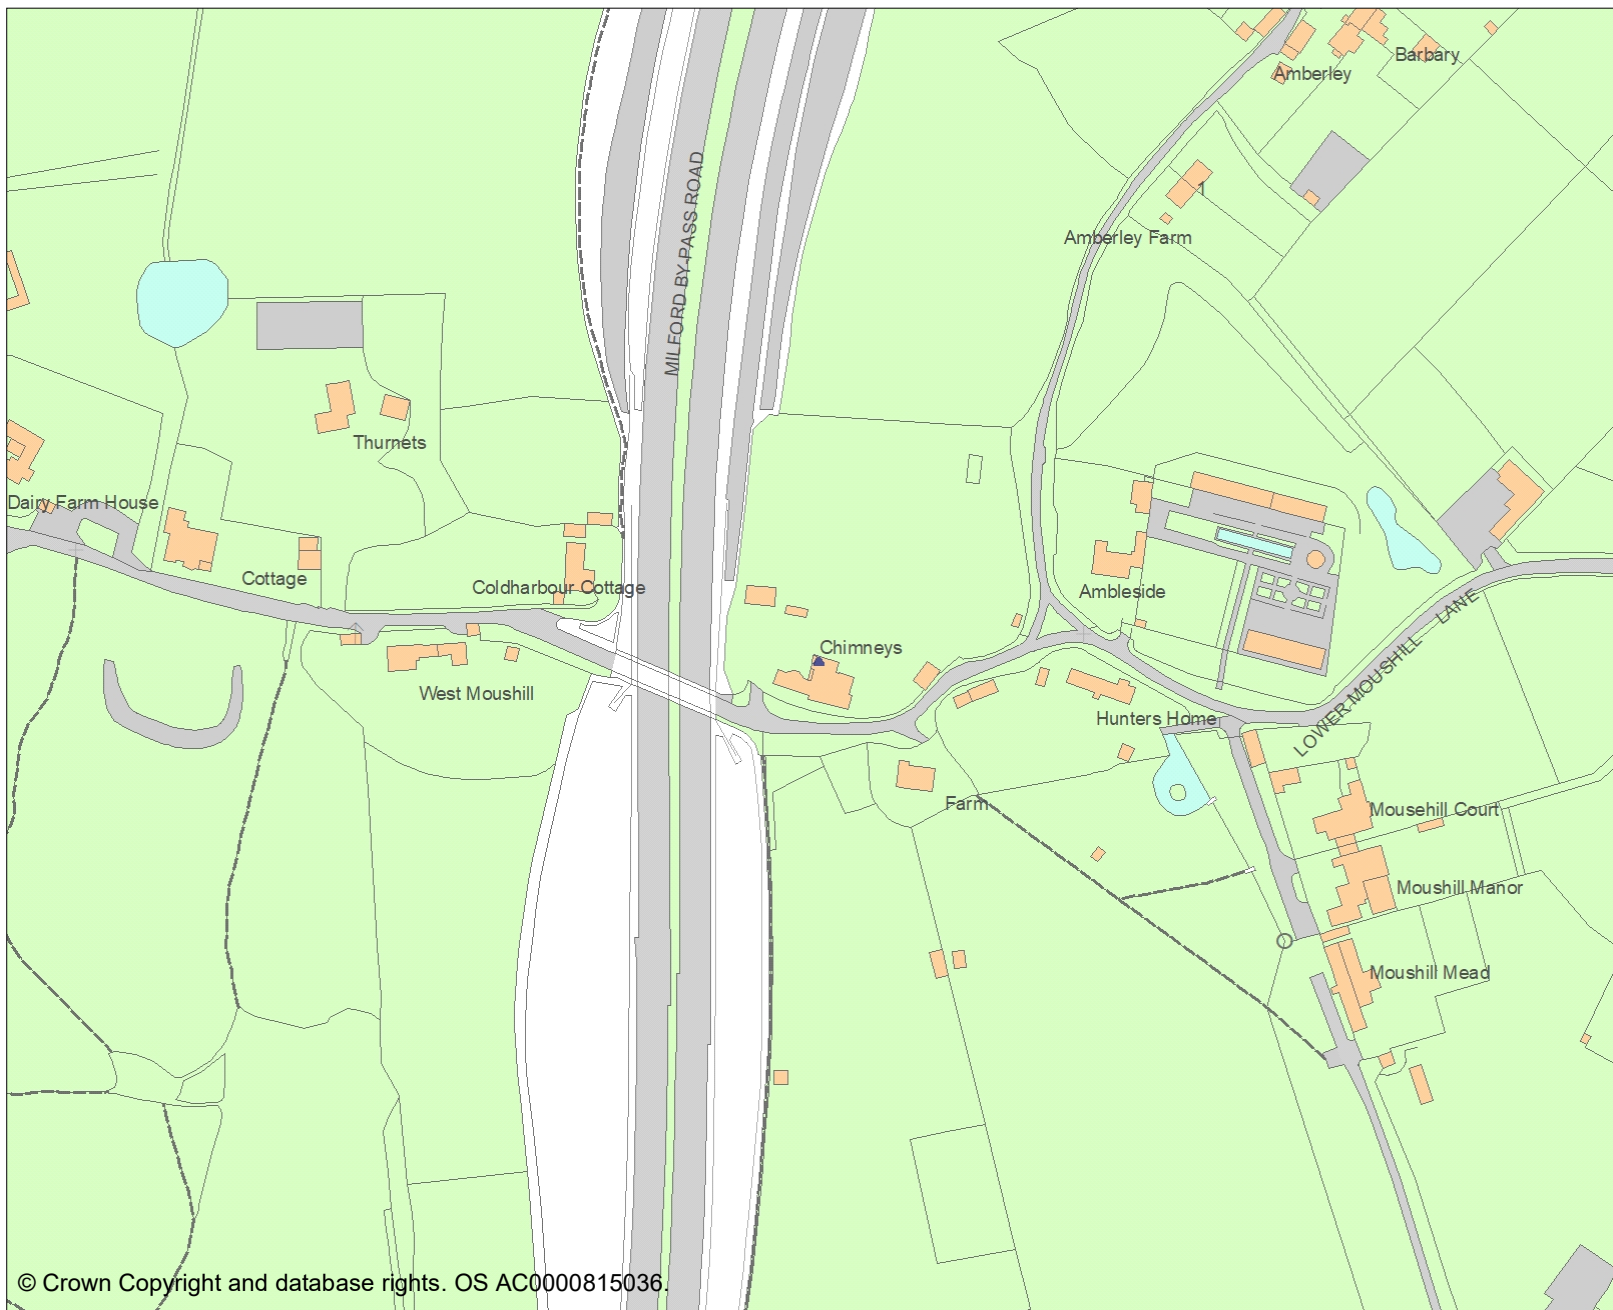 Barbary
Amberley
1
MILFORD BY-PASS ROAD
Amberley Farm
Thurnets
Dairy Farm House
Cottage
Coldharbour Cottage
Ambleside
Chimneys
LOWER MOUSHILL LANE
West Moushill
Hunters Home
Farm
Mousehill Court
Moushill Manor
Moushill Mead
© Crown Copyright and database rights. OS AC0000815036.